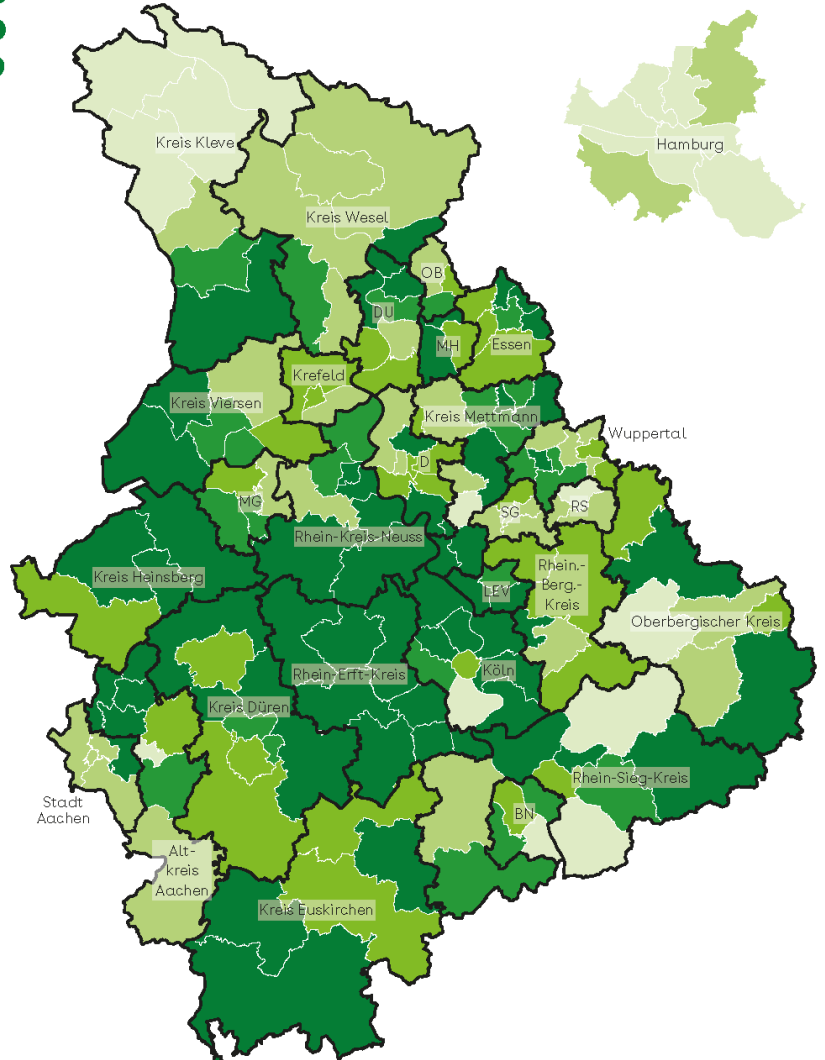 Kreis Kleve
Hamburg
Kreis Wesel
OB
DU
MH
Essen
Krefeld
Kreis Viersen
Kreis Mettmann
Wuppertal
D
MG
SG
RS
Rhein-Kreis-Neuss
Kreis Heinsberg
LEV
Rhein.-
Berg.-
Kreis
Oberbergischer Kreis
Rhein-Erft-Kreis
Köln
Kreis Düren
Rhein-Sieg-Kreis
Stadt
Aachen
BN
Alt-
kreis
Aachen
Kreis Euskirchen